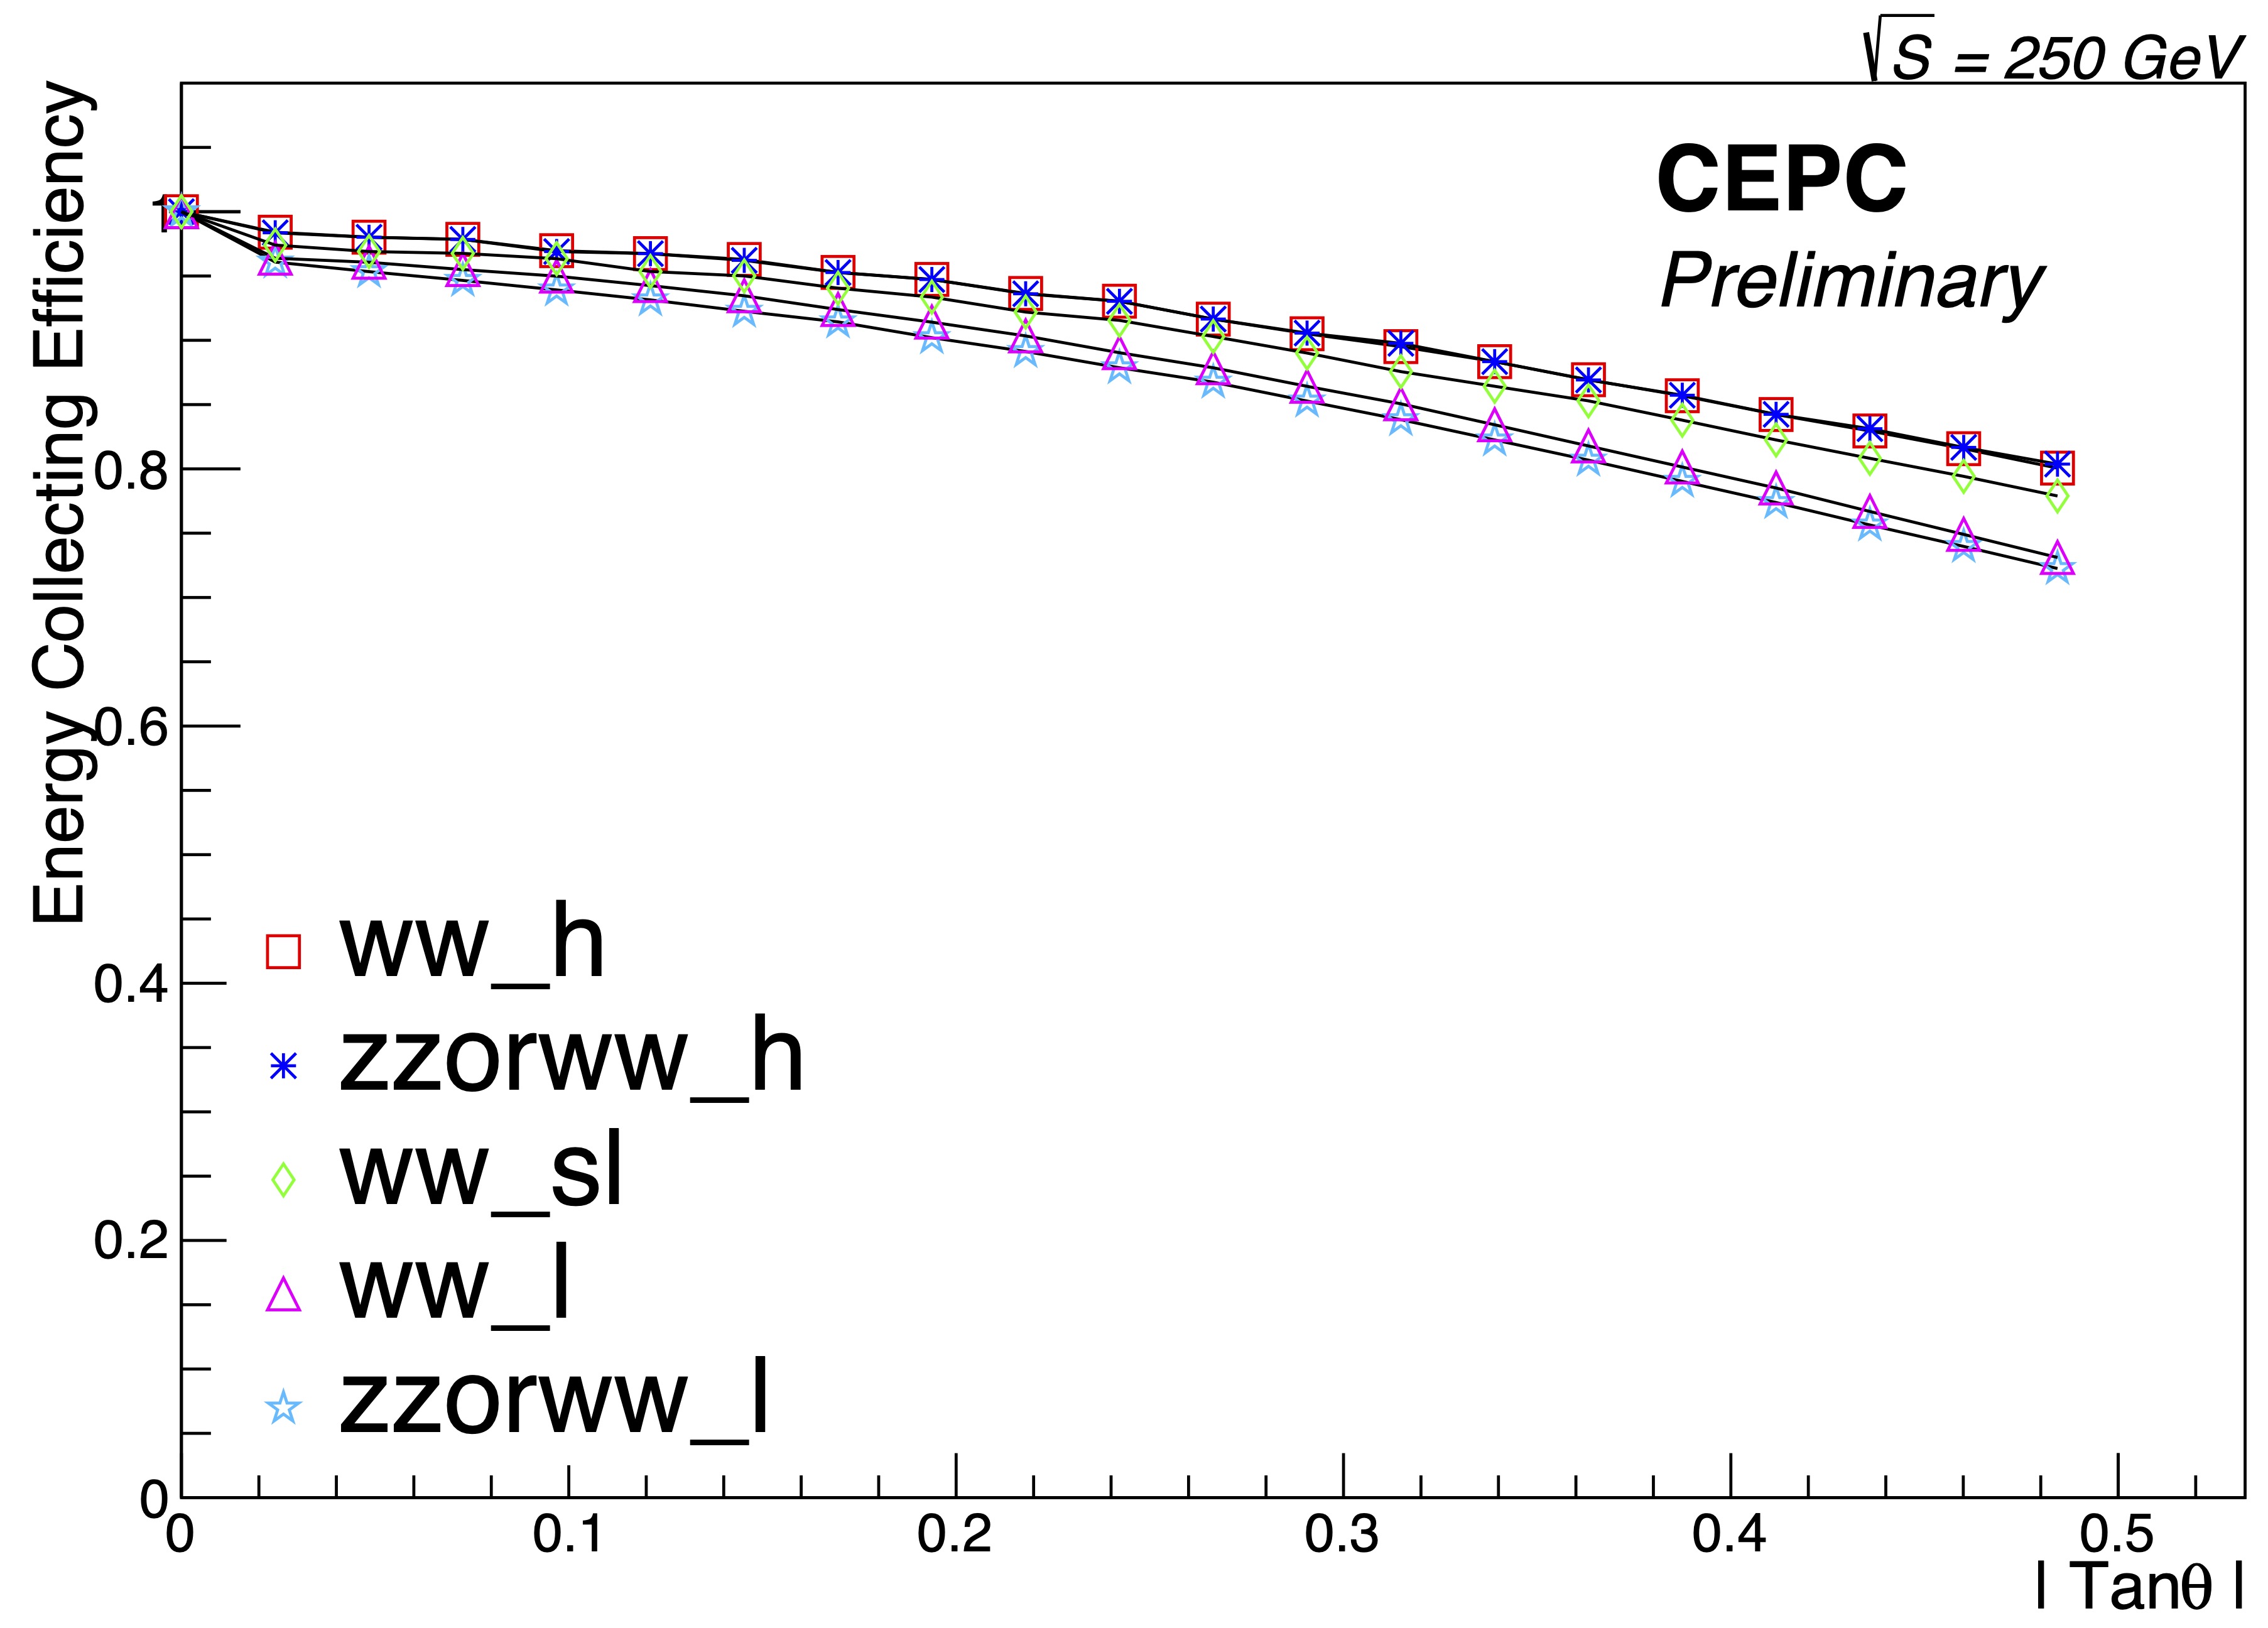 √S = 250 GeV
CEPC
Preliminary
Energy Collecting Efficiency
1
0.8
0.6
0.4
0.2
0
ww_h
zzorww_h
ww_sl
ww_l
zzorww_l
0 0.1 0.2 0.3 0.4 0.5
| Tanθ |